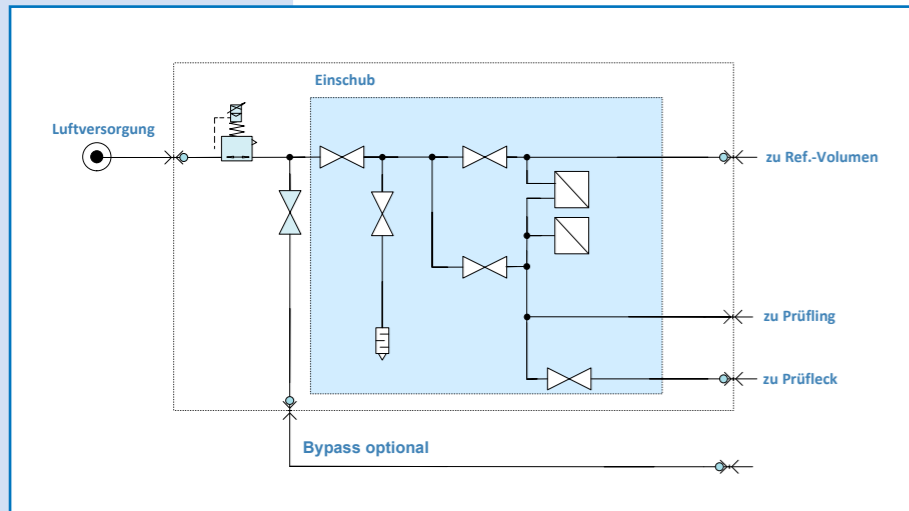 Einschub
Luftversorgung
zu Ref.-Volumen
zu Prüfling
zu Prüfleck
Bypass optional